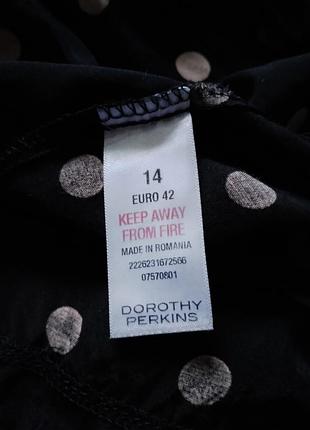 14
EURO 42
KEEP AWAY
FROM FIRE
MADE IN ROMANIA
2226231672566
07570801
DOROTHY
PERKINS